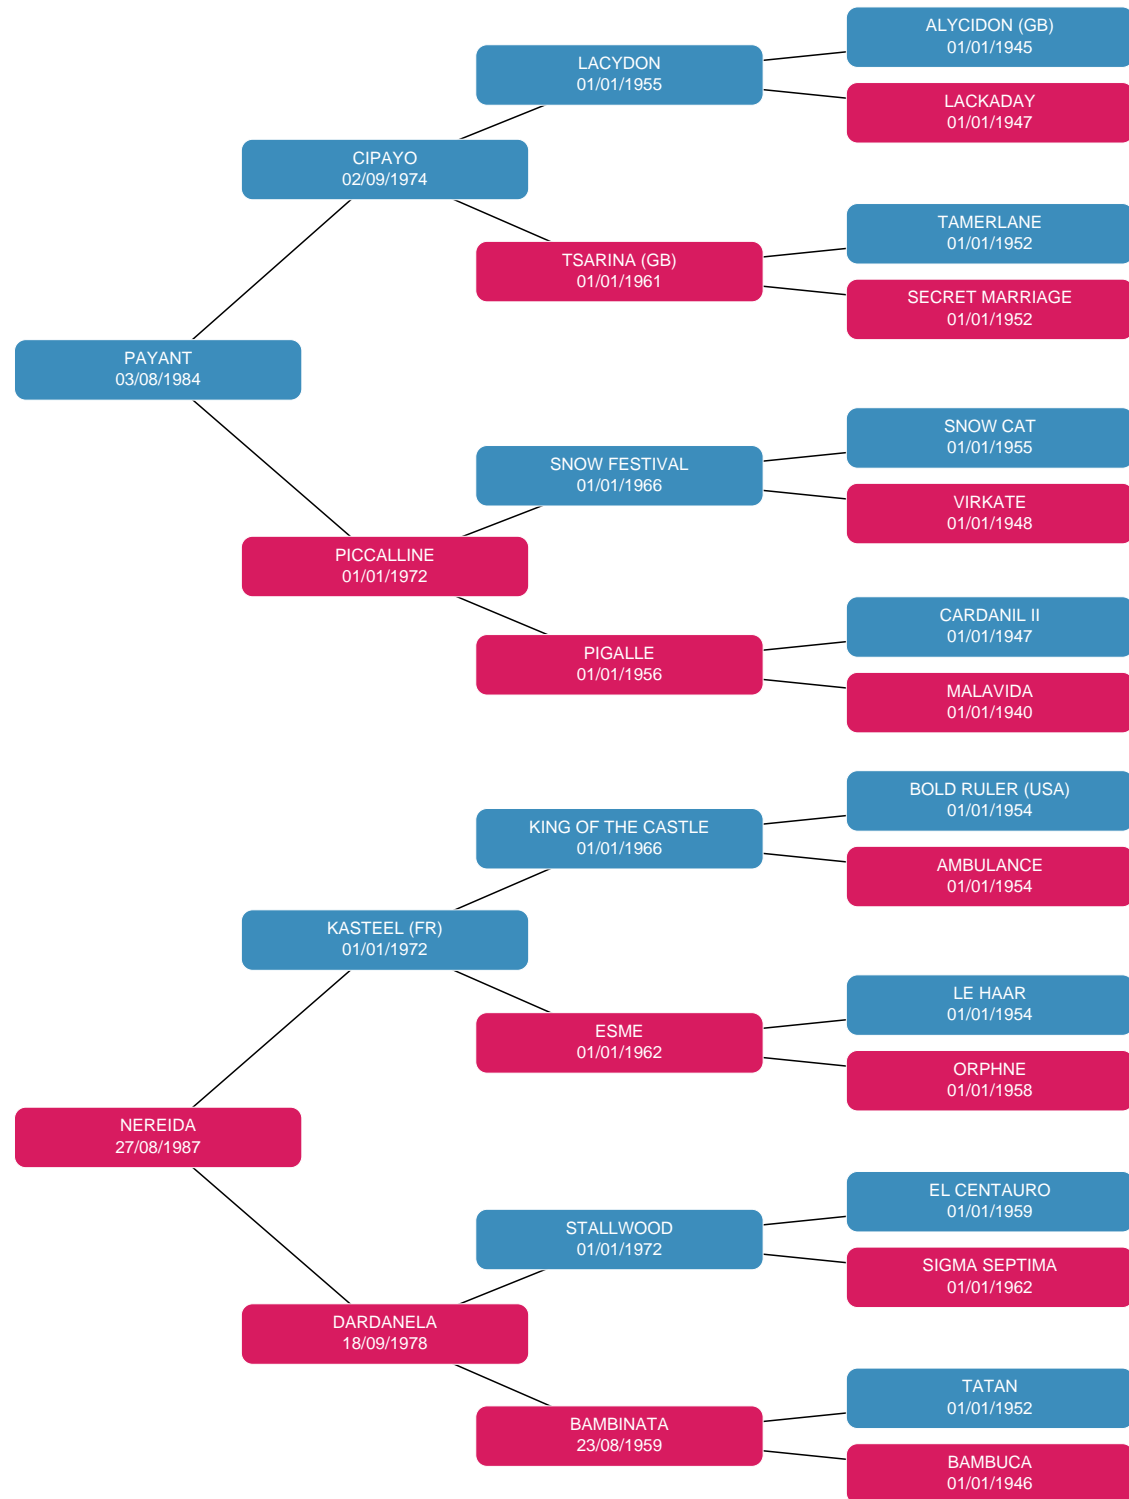 ALYCIDON (GB)
01/01/1945
LACYDON
01/01/1955
LACKADAY
01/01/1947
CIPAYO
02/09/1974
TAMERLANE
01/01/1952
TSARINA (GB)
01/01/1961
SECRET MARRIAGE
01/01/1952
PAYANT
03/08/1984
SNOW CAT
01/01/1955
SNOW FESTIVAL
01/01/1966
VIRKATE
01/01/1948
PICCALLINE
01/01/1972
CARDANIL II
01/01/1947
PIGALLE
01/01/1956
MALAVIDA
01/01/1940
BOLD RULER (USA)
01/01/1954
KING OF THE CASTLE
01/01/1966
AMBULANCE
01/01/1954
KASTEEL (FR)
01/01/1972
LE HAAR
01/01/1954
ESME
01/01/1962
ORPHNE
01/01/1958
NEREIDA
27/08/1987
EL CENTAURO
01/01/1959
STALLWOOD
01/01/1972
SIGMA SEPTIMA
01/01/1962
DARDANELA
18/09/1978
TATAN
01/01/1952
BAMBINATA
23/08/1959
BAMBUCA
01/01/1946